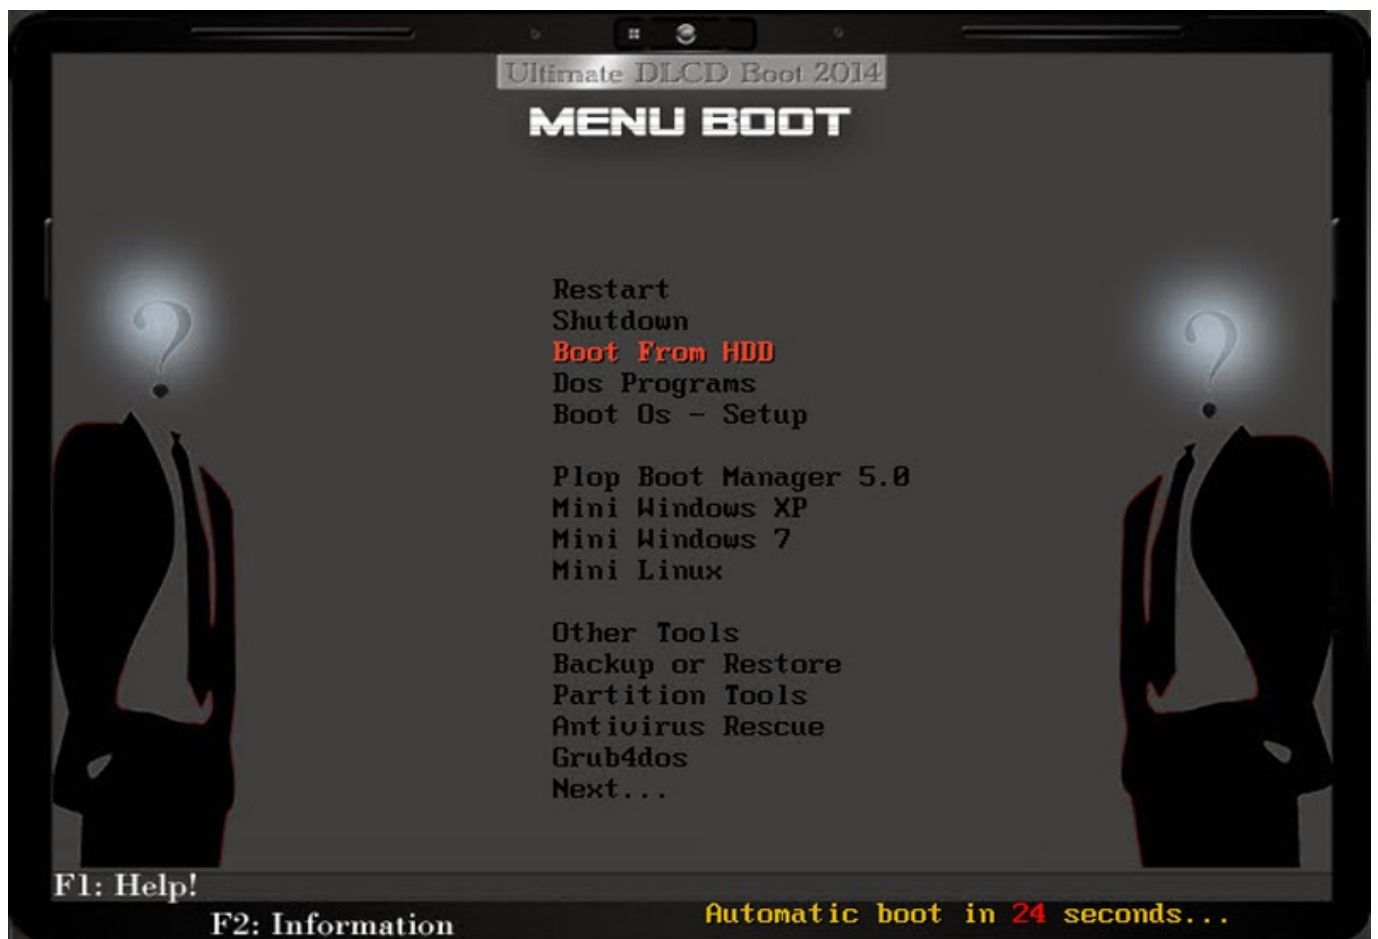 Ultimate DLCD Boot 2014
MENU BOOT
Restart
Shutdown
Boot From HDD
Dos Programs
Boot Os - Setup
Plop Boot Manager 5.0
Mini Windows XP
Mini Windows 7
Mini Linux
Other Tools
Backup or Restore
Partition Tools
Antivirus Rescue
Grub4dos
Next...
F1: Help!
F2: Information
Automatic boot in 24 seconds...